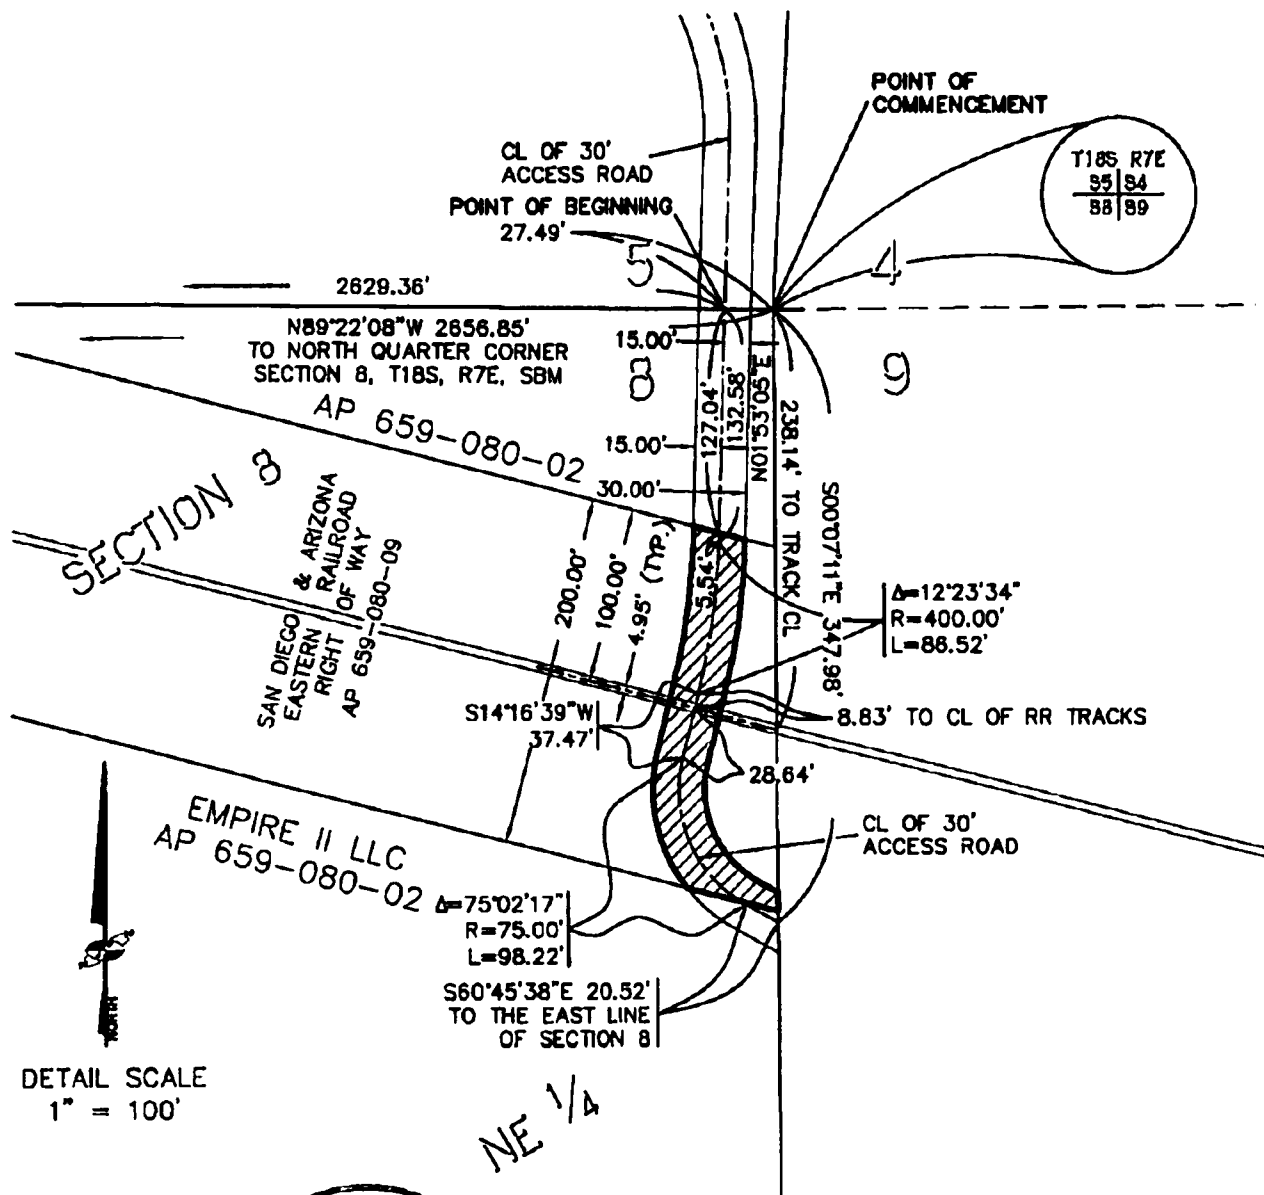 POINT OF
COMMENCEMENT
T18S R7E
S5 S4
S8 S9
CL OF 30'
ACCESS ROAD
POINT OF BEGINNING
27.49'
5
4
2629.36'
N89°22'08"W 2656.85'
TO NORTH QUARTER CORNER
SECTION 8, T18S, R7E, SBM
15.00'
8
9
AP 659-080-02
127.04'
132.58'
N01°53'05"E
238.14' TO TRACK CL
S00°07'11"E 347.98'
15.00'
30.00'
SECTION 8
SAN DIEGO & ARIZONA
EASTERN RAILROAD
RIGHT OF WAY
AP 659-080-09
200.00'
100.00'
4.95' (TYP.)
5.54'
Δ=12°23'34"
R=400.00'
L=86.52'
S14°16'39"W
37.47'
8.83' TO CL OF RR TRACKS
28.64'
EMPIRE II LLC
AP 659-080-02
CL OF 30'
ACCESS ROAD
Δ=75°02'17"
R=75.00'
L=98.22'
S60°45'38"E 20.52'
TO THE EAST LINE
OF SECTION 8
NORTH
DETAIL SCALE
1" = 100'
NE 1/4